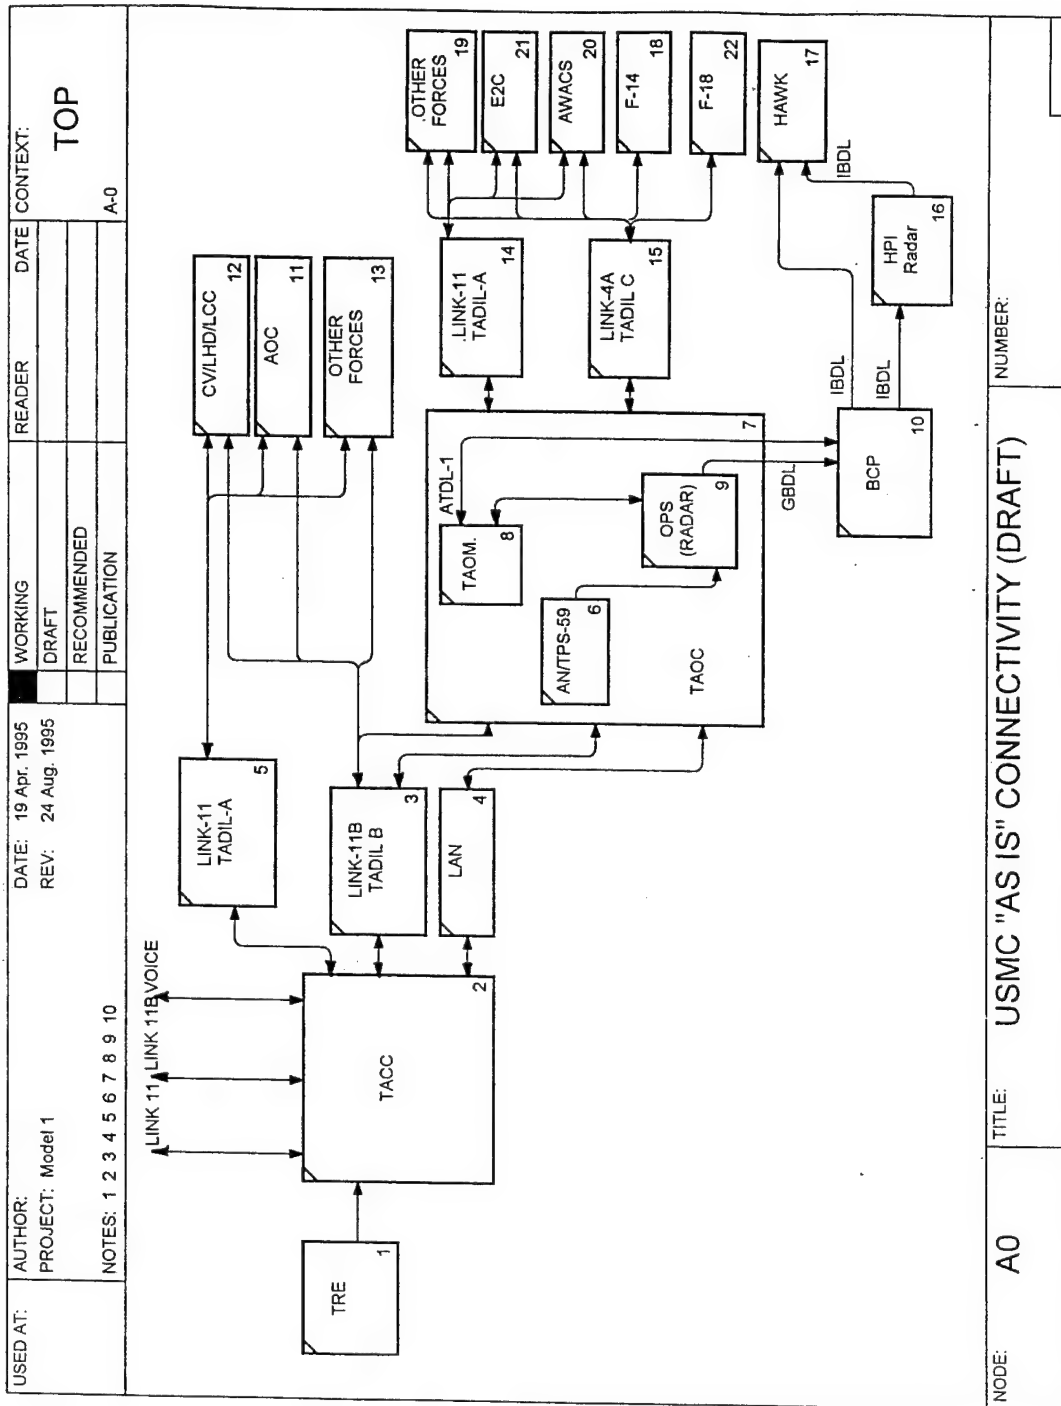 USED AT:
AUTHOR:
PROJECT: Model 1
NOTES: 1 2 3 4 5 6 7 8 9 10
DATE: 19 Apr. 1995
REV: 24 Aug. 1995
WORKING
DRAFT
RECOMMENDED
PUBLICATION
READER
DATE
CONTEXT:
TOP
A-0
LINK 11
LINK 11B
VOICE
TRE
1
TACC
2
LINK-11
TADIL-A
5
LINK-11B
TADIL B
3
LAN
4
CV/LHD/LCC
12
AOC
11
OTHER
FORCES
13
TAOC
7
AN/TPS-59
6
TAOM.
8
ATDL-1
OPS
(RADAR)
9
GBDL
BCP
10
IBDL
IBDL
.LINK-11
TADIL-A
14
LINK-4A
TADIL C
15
.OTHER
FORCES
19
E2C
21
AWACS
20
F-14
18
F-18
22
HAWK
17
IBDL
HPI
Radar
16
NODE:
A0
TITLE:
USMC "AS IS" CONNECTIVITY (DRAFT)
NUMBER: